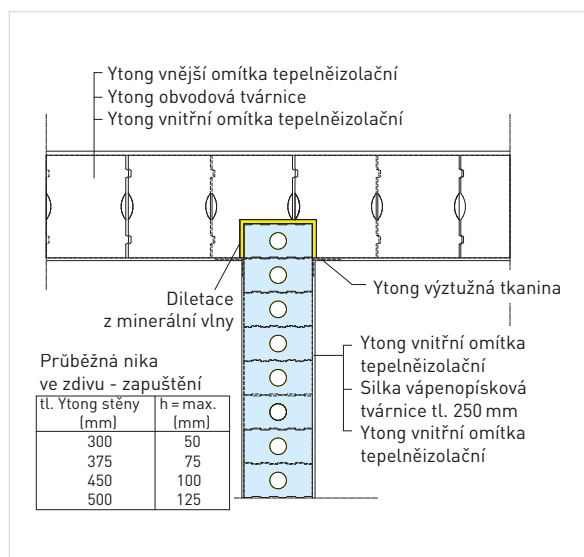 Ytong vnější omítka tepelněizolační
Ytong obvodová tvárnice
Ytong vnitřní omítka tepelněizolační
Diletace
z minerální vlny
Ytong výztužná tkanina
Ytong vnitřní omítka
tepelněizolační
Silka vápenopísková
tvárnice tl. 250 mm
Ytong vnitřní omítka
tepelněizolační
Průběžná nika
ve zdivu - zapuštění
tl. Ytong stěny h = max.
(mm) (mm)
300 50
375 75
450 100
500 125